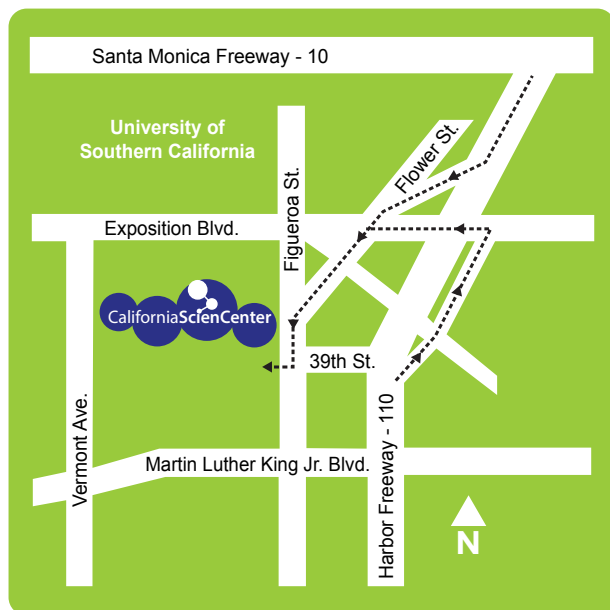 Santa Monica Freeway - 10
University of
Southern California
Flower St.
Figueroa St.
Exposition Blvd.
CaliforniaScienCenter
39th St.
Vermont Ave.
Harbor Freeway - 110
Martin Luther King Jr. Blvd.
N